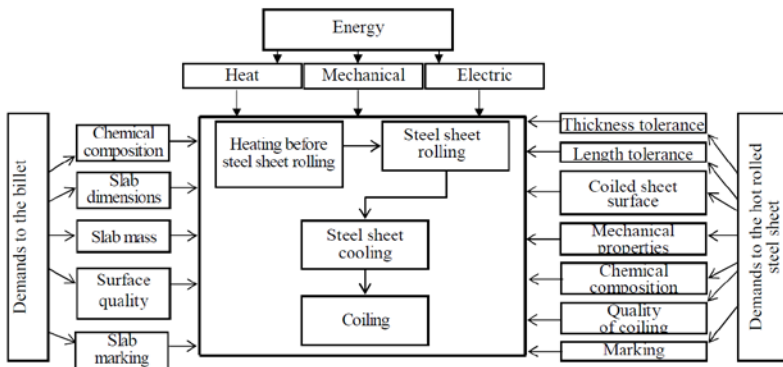 Energy
Heat
Mechanical
Electric
Demands to the billet
Chemical
composition
Slab
dimensions
Slab mass
Surface
quality
Slab
marking
Heating before
steel sheet rolling
Steel sheet
rolling
Steel sheet
cooling
Coiling
Thickness tolerance
Length tolerance
Coiled sheet
surface
Mechanical
properties
Chemical
composition
Quality
of coiling
Marking
Demands to the hot rolled
steel sheet